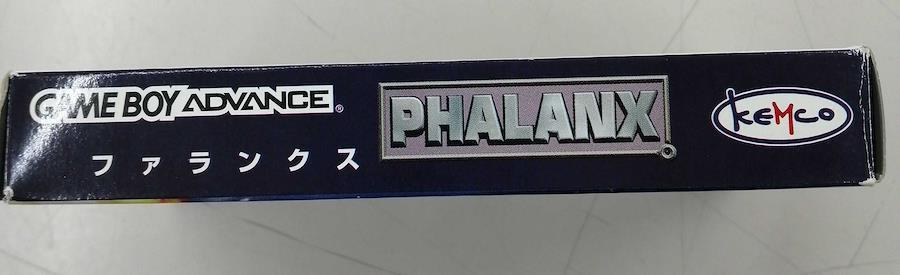 GAME BOY ADVANCE®
ファランクス
PHALANX
KEMCO